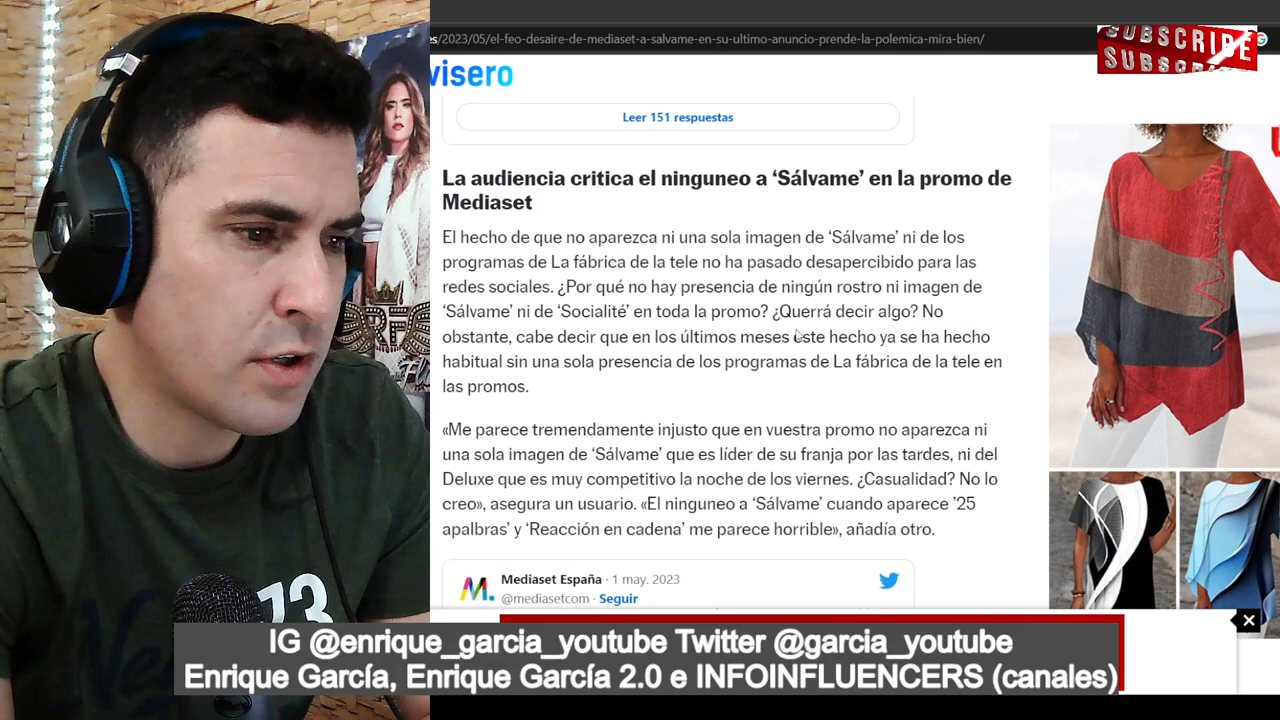 es/2023/05/el-feo-desaire-de-mediaset-a-salvame-en-su-ultimo-anuncio-prende-la-polemica-mira-bien/
SUBSCRIBE
visero
Leer 151 respuestas
La audiencia critica el ninguneo a ‘Sálvame’ en la promo de
Mediaset
El hecho de que no aparezca ni una sola imagen de ‘Sálvame’ ni de los
programas de La fábrica de la tele no ha pasado desapercibido para las
redes sociales. ¿Por qué no hay presencia de ningún rostro ni imagen de
‘Sálvame’ ni de ‘Socialité’ en toda la promo? ¿Querrá decir algo? No
obstante, cabe decir que en los últimos meses este hecho ya se ha hecho
habitual sin una sola presencia de los programas de La fábrica de la tele en
las promos.
«Me parece tremendamente injusto que en vuestra promo no aparezca ni
una sola imagen de ‘Sálvame’ que es líder de su franja por las tardes, ni del
Deluxe que es muy competitivo la noche de los viernes. ¿Casualidad? No lo
creo», asegura un usuario. «El ninguneo a ‘Sálvame’ cuando aparece ’25
apalbras’ y ‘Reacción en cadena’ me parece horrible», añadía otro.
Mediaset España · 1 may. 2023
@mediasetcom · Seguir
73
IG @enrique_garcia_youtube Twitter @garcia_youtube
Enrique García, Enrique García 2.0 e INFOINFLUENCERS (canales)